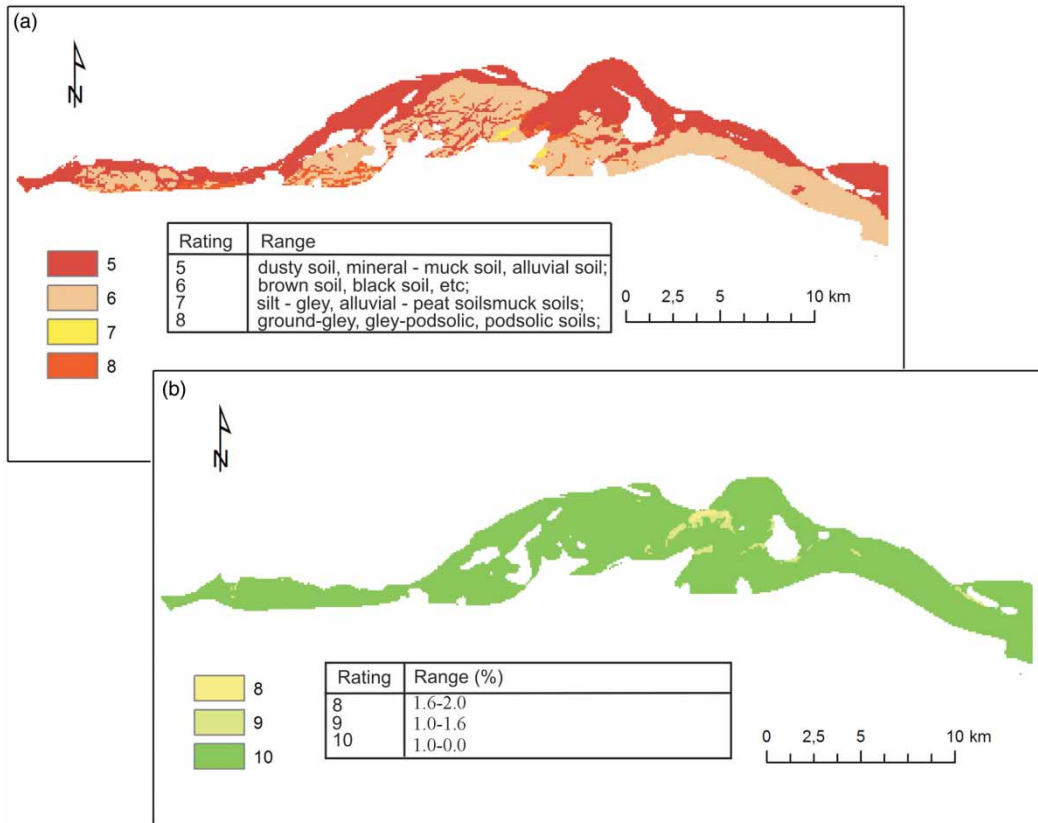 (a)
N
Rating Range
5 dusty soil, mineral - muck soil, alluvial soil;
6 brown soil, black soil, etc;
7 silt - gley, alluvial - peat soilsmuck soils;
8 ground-gley, gley-podsolic, podsolic soils;
5
6
7
8
0 2,5 5 10 km
(b)
N
Rating Range (%)
8 1.6-2.0
9 1.0-1.6
10 1.0-0.0
8
9
10
0 2,5 5 10 km